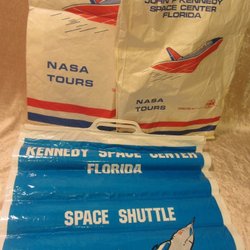 NASA
TOURS
JOHN F KENNEDY
SPACE CENTER
FLORIDA
NASA
TOURS
KENNEDY SPACE CENTER
FLORIDA
SPACE SHUTTLE